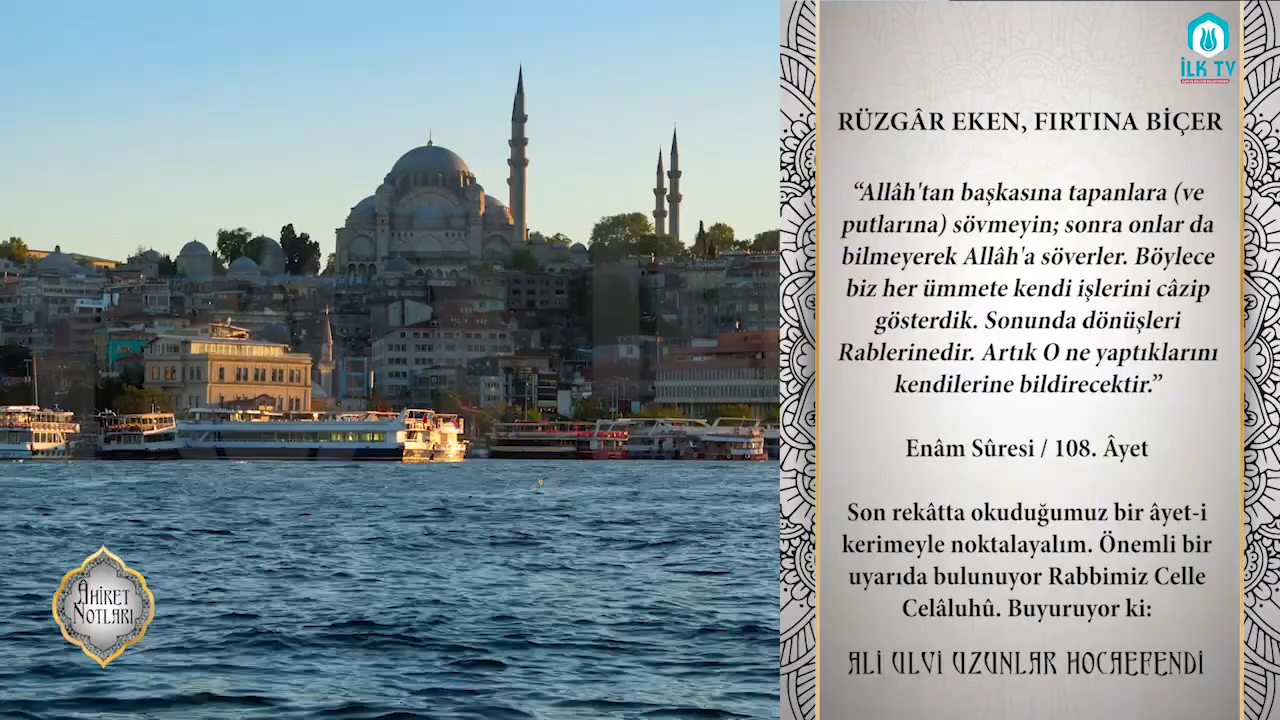 İLK TV
RÜZGÂR EKEN, FIRTINA BİÇER
“Allâh'tan başkasına tapanlara (ve
putlarına) sövmeyin; sonra onlar da
bilmeyerek Allâh'a söverler. Böylece
biz her ümmete kendi işlerini câzip
gösterdik. Sonunda dönüşleri
Rablerinedir. Artık O ne yaptıklarını
kendilerine bildirecektir.”
Enâm Sûresi / 108. Âyet
Son rekâtta okuduğumuz bir âyet-i
kerimeyle noktalayalım. Önemli bir
uyarıda bulunuyor Rabbimiz Celle
Celâluhû. Buyuruyor ki:
ALİ ULVİ UZUNLAR HOCAEFENDİ
AHİRET
NOTLARI